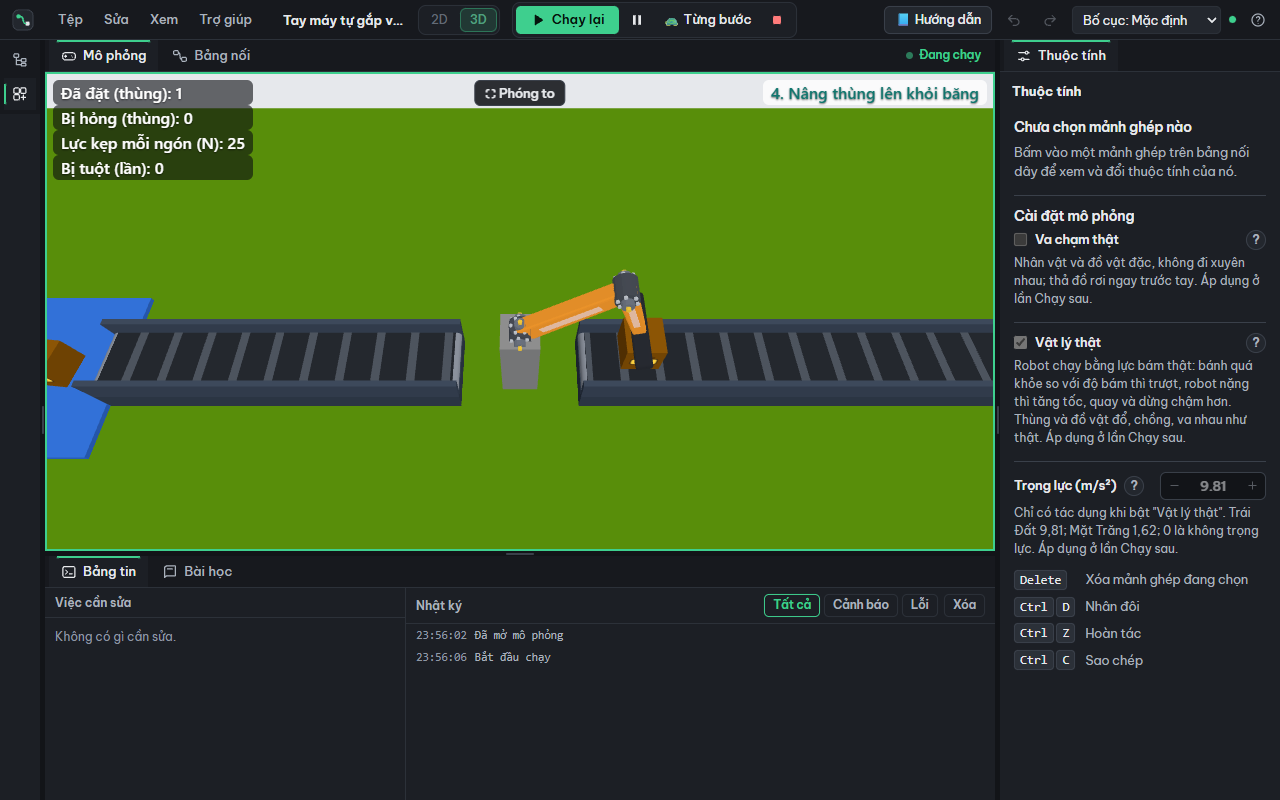 Tệp Sửa Xem Trợ giúp Tay máy tự gắp v... 2D 3D Chạy lại Từng bước Hướng dẫn Bố cục: Mặc định
Mô phỏng Bảng nối Đang chạy Thuộc tính
Đã đặt (thùng): 1
Bị hỏng (thùng): 0
Lực kẹp mỗi ngón (N): 25
Bị tuột (lần): 0
Phóng to
4. Nâng thùng lên khỏi băng
Thuộc tính
Chưa chọn mảnh ghép nào
Bấm vào một mảnh ghép trên bảng nối
dây để xem và đổi thuộc tính của nó.
Cài đặt mô phỏng
Va chạm thật ?
Nhân vật và đồ vật đặc, không đi xuyên
nhau; thả đồ rơi ngay trước tay. Áp dụng ở
lần Chạy sau.
Vật lý thật ?
Robot chạy bằng lực bám thật: bánh quá
khỏe so với độ bám thì trượt, robot nặng
thì tăng tốc, quay và dừng chậm hơn.
Thùng và đồ vật đổ, chồng, va nhau như
thật. Áp dụng ở lần Chạy sau.
Trọng lực (m/s²) ? − 9.81 +
Chỉ có tác dụng khi bật "Vật lý thật". Trái
Đất 9,81; Mặt Trăng 1,62; 0 là không trọng
lực. Áp dụng ở lần Chạy sau.
Delete Xóa mảnh ghép đang chọn
Ctrl D Nhân đôi
Ctrl Z Hoàn tác
Ctrl C Sao chép
Bảng tin Bài học
Việc cần sửa
Không có gì cần sửa.
Nhật ký Tất cả Cảnh báo Lỗi Xóa
23:56:02 Đã mở mô phỏng
23:56:06 Bắt đầu chạy